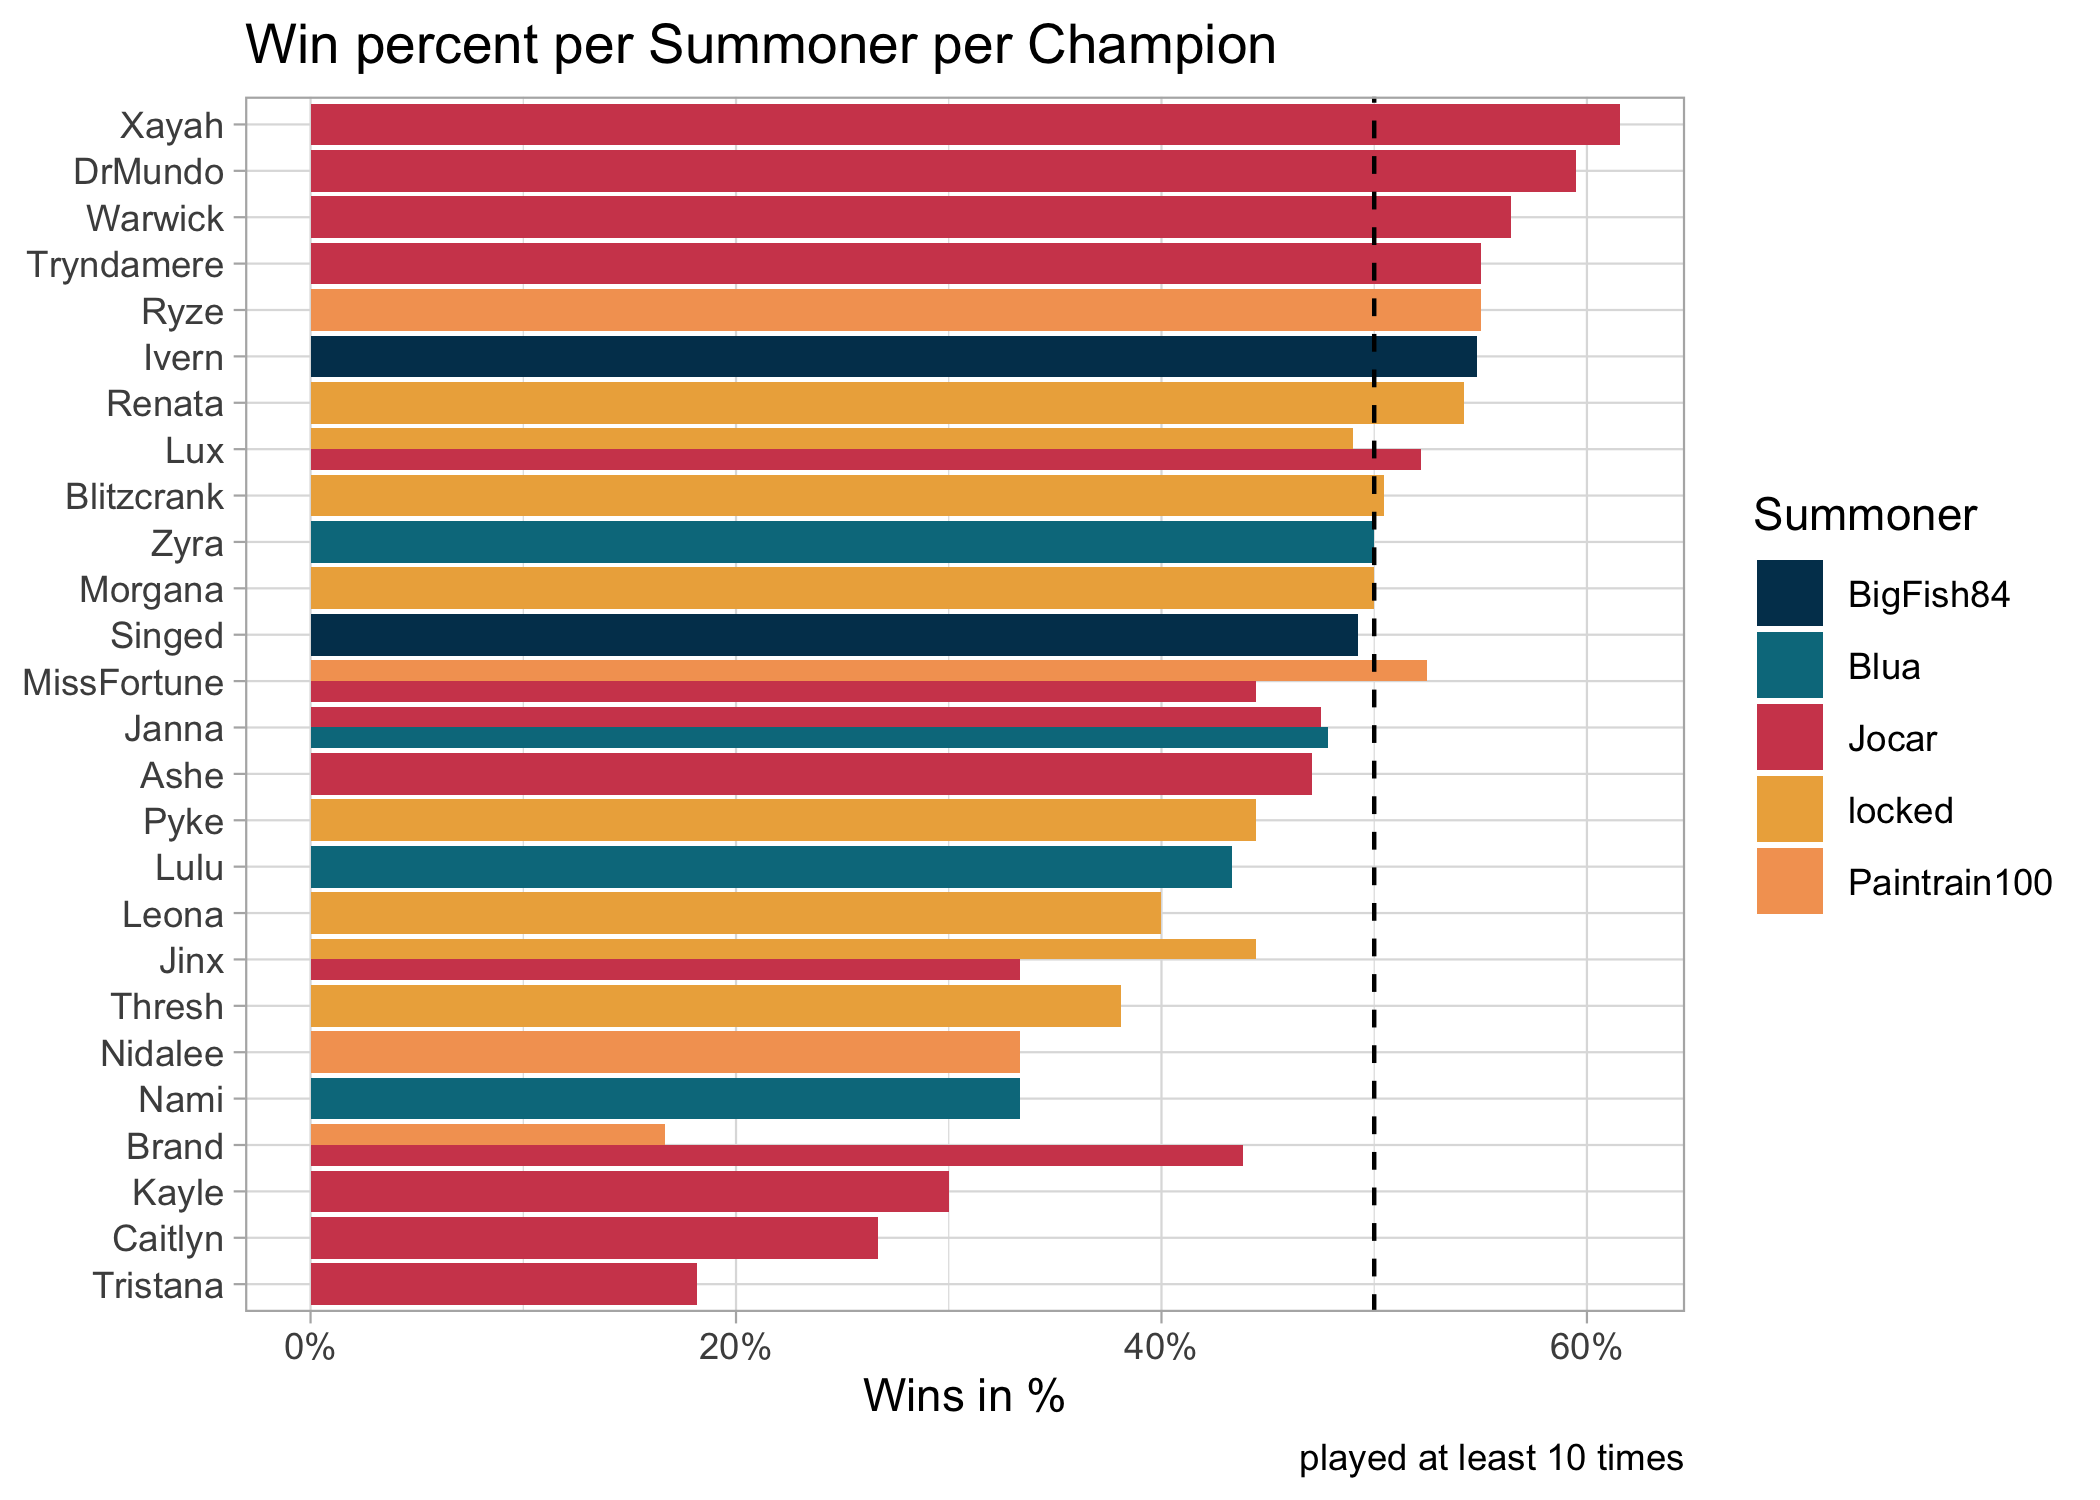 Win percent per Summoner per Champion
Xayah
DrMundo
Warwick
Tryndamere
Ryze
Ivern
Renata
Lux
Blitzcrank
Zyra
Morgana
Singed
MissFortune
Janna
Ashe
Pyke
Lulu
Leona
Jinx
Thresh
Nidalee
Nami
Brand
Kayle
Caitlyn
Tristana
0% 20% 40% 60%
Wins in %
played at least 10 times
Summoner
BigFish84
Blua
Jocar
locked
Paintrain100